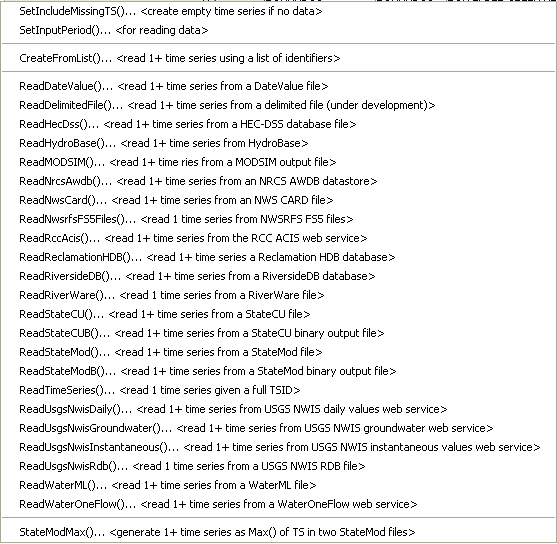 SetIncludeMissingTS()... <create empty time series if no data>
SetInputPeriod()... <for reading data>
CreateFromList()... <read 1+ time series using a list of identifiers>
ReadDateValue()... <read 1+ time series from a DateValue file>
ReadDelimitedFile()... <read 1+ time series from a delimited file (under development)>
ReadHecDss()... <read 1+ time series from a HEC-DSS database file>
ReadHydroBase()... <read 1+ time series from HydroBase>
ReadMODSIM()... <read 1+ time ries from a MODSIM output file>
ReadNrcsAwdb()... <read 1+ time series from an NRCS AWDB datastore>
ReadNwsCard()... <read 1+ time series from an NWS CARD file>
ReadNwsrfsFS5Files()... <read 1 time series from NWSRFS FS5 files>
ReadRccAcis()... <read 1+ time series from the RCC ACIS web service>
ReadReclamationHDB()... <read 1+ time series a Reclamation HDB database>
ReadRiversideDB()... <read 1+ time series from a RiversideDB database>
ReadRiverWare()... <read 1 time series from a RiverWare file>
ReadStateCU()... <read 1+ time series from a StateCU file>
ReadStateCUB()... <read 1+ time series from a StateCU binary output file>
ReadStateMod()... <read 1+ time series from a StateMod file>
ReadStateModB()... <read 1+ time series from a StateMod binary output file>
ReadTimeSeries()... <read 1 time series given a full TSID>
ReadUsgsNwisDaily()... <read 1+ time series from USGS NWIS daily values web service>
ReadUsgsNwisGroundwater()... <read 1+ time series from USGS NWIS groundwater web service>
ReadUsgsNwisInstantaneous()... <read 1+ time series from USGS NWIS instantaneous values web service>
ReadUsgsNwisRdb()... <read 1 time series from a USGS NWIS RDB file>
ReadWaterML()... <read 1+ time series from a WaterML file>
ReadWaterOneFlow()... <read 1+ time series from a WaterOneFlow web service>
StateModMax()... <generate 1+ time series as Max() of TS in two StateMod files>